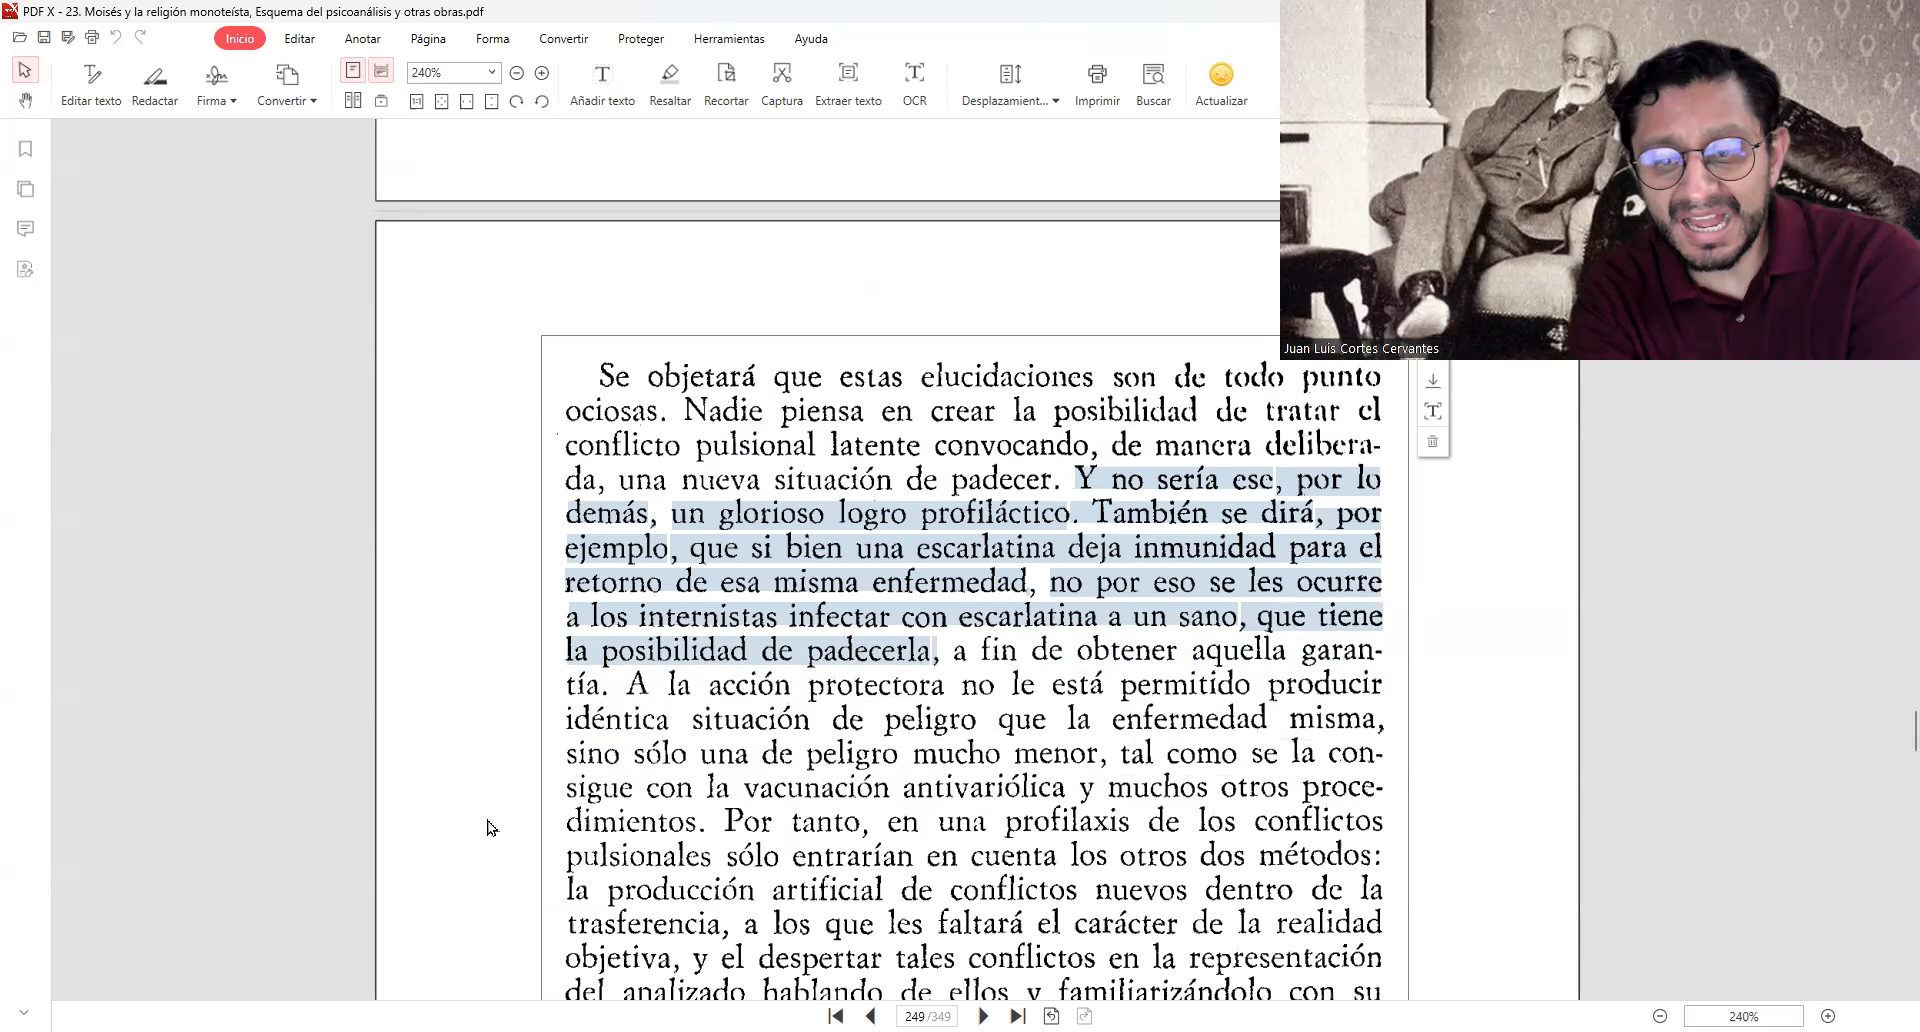 PDF X - 23. Moisés y la religión monoteísta, Esquema del psicoanálisis y otras obras.pdf
Inicio Editar Anotar Página Forma Convertir Proteger Herramientas Ayuda
240%
Editar texto Redactar Firma Convertir Añadir texto Resaltar Recortar Captura Extraer texto OCR Desplazamient... Imprimir Buscar Actualizar
Juan Luis Cortes Cervantes
Se objetará que estas elucidaciones son de todo punto
ociosas. Nadie piensa en crear la posibilidad de tratar el
conflicto pulsional latente convocando, de manera delibera-
da, una nueva situación de padecer. Y no sería ese, por lo
demás, un glorioso logro profiláctico. También se dirá, por
ejemplo, que si bien una escarlatina deja inmunidad para el
retorno de esa misma enfermedad, no por eso se les ocurre
a los internistas infectar con escarlatina a un sano, que tiene
la posibilidad de padecerla, a fin de obtener aquella garan-
tía. A la acción protectora no le está permitido producir
idéntica situación de peligro que la enfermedad misma,
sino sólo una de peligro mucho menor, tal como se la con-
sigue con la vacunación antivariólica y muchos otros proce-
dimientos. Por tanto, en una profilaxis de los conflictos
pulsionales sólo entrarían en cuenta los otros dos métodos:
la producción artificial de conflictos nuevos dentro de la
trasferencia, a los que les faltará el carácter de la realidad
objetiva, y el despertar tales conflictos en la representación
del analizado hablando de ellos y familiarizándolo con su
249/349
240%